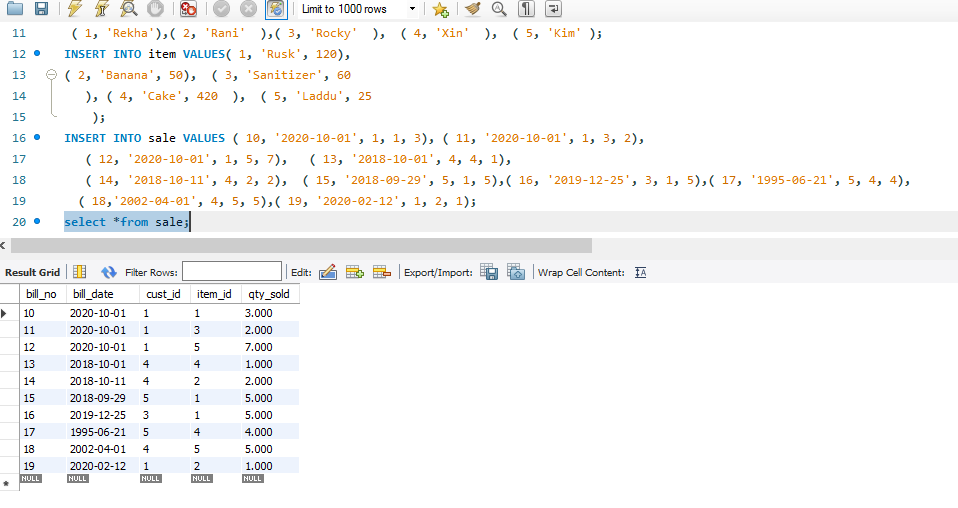 Limit to 1000 rows
11 ( 1, 'Rekha'),( 2, 'Rani' ),( 3, 'Rocky' ), ( 4, 'Xin' ), ( 5, 'Kim' );
12 INSERT INTO item VALUES( 1, 'Rusk', 120),
13 ( 2, 'Banana', 50), ( 3, 'Sanitizer', 60
14 ), ( 4, 'Cake', 420 ), ( 5, 'Laddu', 25
15 );
16 INSERT INTO sale VALUES ( 10, '2020-10-01', 1, 1, 3), ( 11, '2020-10-01', 1, 3, 2),
17 ( 12, '2020-10-01', 1, 5, 7), ( 13, '2018-10-01', 4, 4, 1),
18 ( 14, '2018-10-11', 4, 2, 2), ( 15, '2018-09-29', 5, 1, 5),( 16, '2019-12-25', 3, 1, 5),( 17, '1995-06-21', 5, 4, 4),
19 ( 18,'2002-04-01', 4, 5, 5),( 19, '2020-02-12', 1, 2, 1);
20 select *from sale;
Result Grid Filter Rows: Edit: Export/Import: Wrap Cell Content:
bill_no bill_date cust_id item_id qty_sold
10 2020-10-01 1 1 3.000
11 2020-10-01 1 3 2.000
12 2020-10-01 1 5 7.000
13 2018-10-01 4 4 1.000
14 2018-10-11 4 2 2.000
15 2018-09-29 5 1 5.000
16 2019-12-25 3 1 5.000
17 1995-06-21 5 4 4.000
18 2002-04-01 4 5 5.000
19 2020-02-12 1 2 1.000
NULL NULL NULL NULL NULL